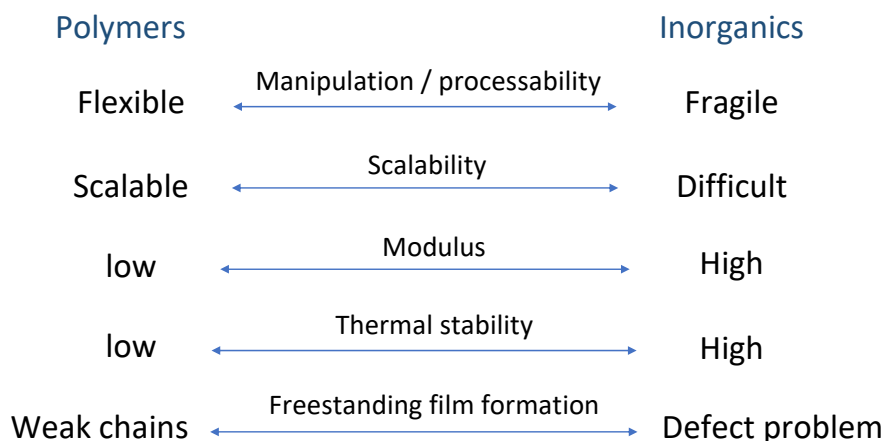 Polymers Inorganics
Manipulation / processability
Flexible Fragile
Scalability
Scalable Difficult
Modulus
low High
Thermal stability
low High
Freestanding film formation
Weak chains Defect problem